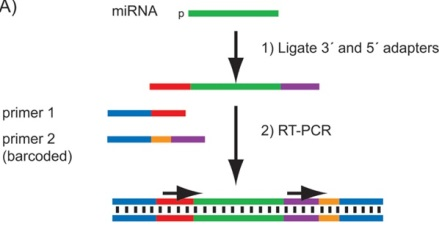 A)
miRNA
p
1) Ligate 3´ and 5´ adapters
primer 1
primer 2
(barcoded)
2) RT-PCR